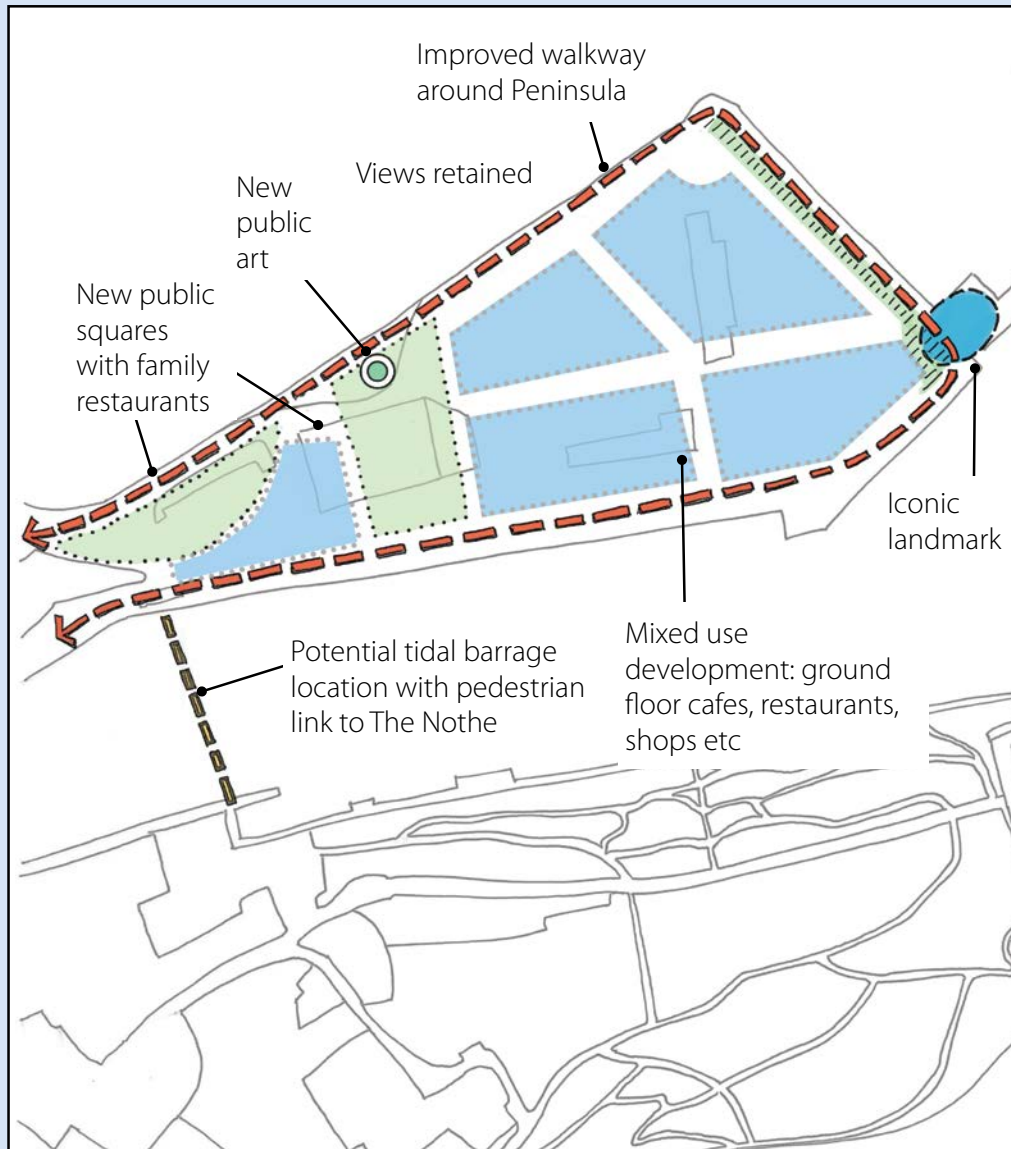 Improved walkway
around Peninsula
Views retained
New
public
art
New public
squares
with family
restaurants
Iconic
landmark
Mixed use
development: ground
floor cafes, restaurants,
shops etc
Potential tidal barrage
location with pedestrian
link to The Nothe